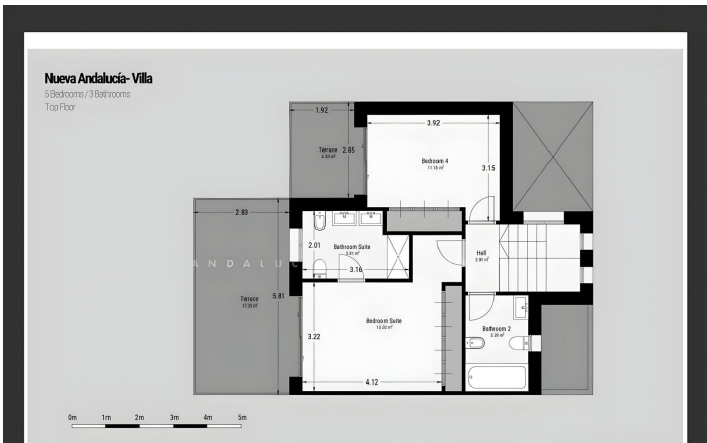 Nueva Andalucía- Villa
5 Bedrooms / 3 Bathrooms
Top Floor
1.92
3.92
Terrace
2.85
Bedroom 4
3.15
2.83
2.01
Bathroom Suite
Hall
ANDALUC
3.16
Terrace
5.81
Bedroom Suite
Bathroom 2
3.22
4.12
0m 1m 2m 3m 4m 5m